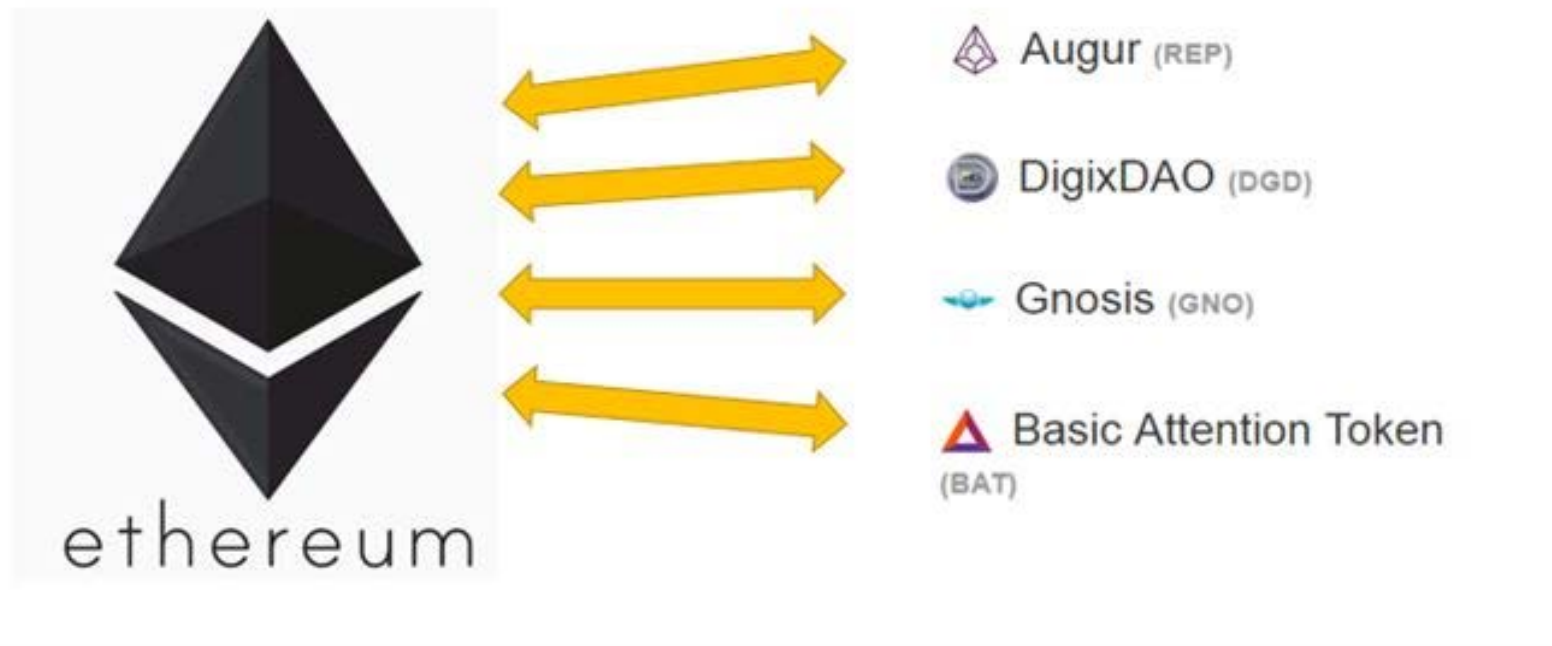 Augur (REP)
DigixDAO (DGD)
Gnosis (GNO)
Basic Attention Token
(BAT)
ethereum